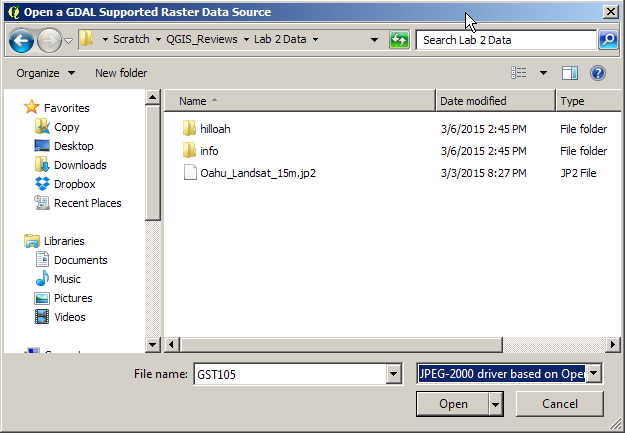 Open a GDAL Supported Raster Data Source
Scratch QGIS_Reviews Lab 2 Data Search Lab 2 Data
Organize New folder
Favorites
Copy
Desktop
Downloads
Dropbox
Recent Places
Libraries
Documents
Music
Pictures
Videos
Name Date modified Type
hilloah 3/6/2015 2:45 PM File folder
info 3/6/2015 2:45 PM File folder
Oahu_Landsat_15m.jp2 3/3/2015 8:27 PM JP2 File
File name: GST105 JPEG-2000 driver based on Ope
Open Cancel